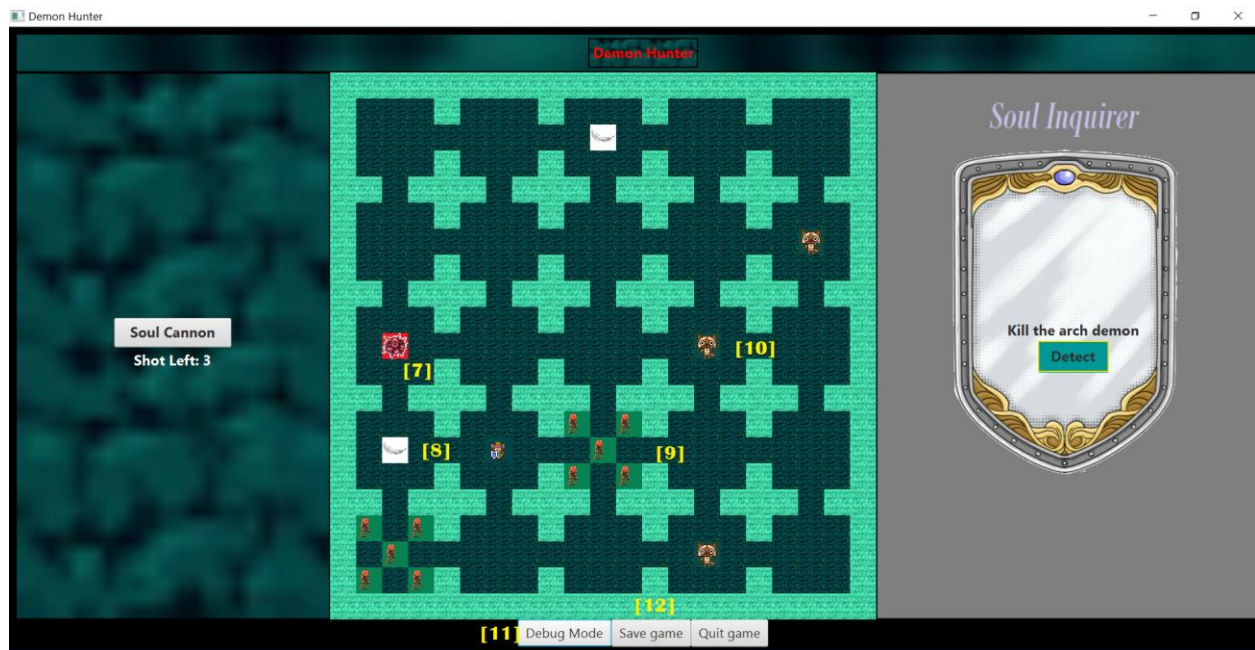 Demon Hunter
Demon Hunter
Soul Inquirer
Soul Cannon
Shot Left: 3
Kill the arch demon
Detect
[10]
[7]
[8]
[9]
[12]
[11] Debug Mode Save game Quit game